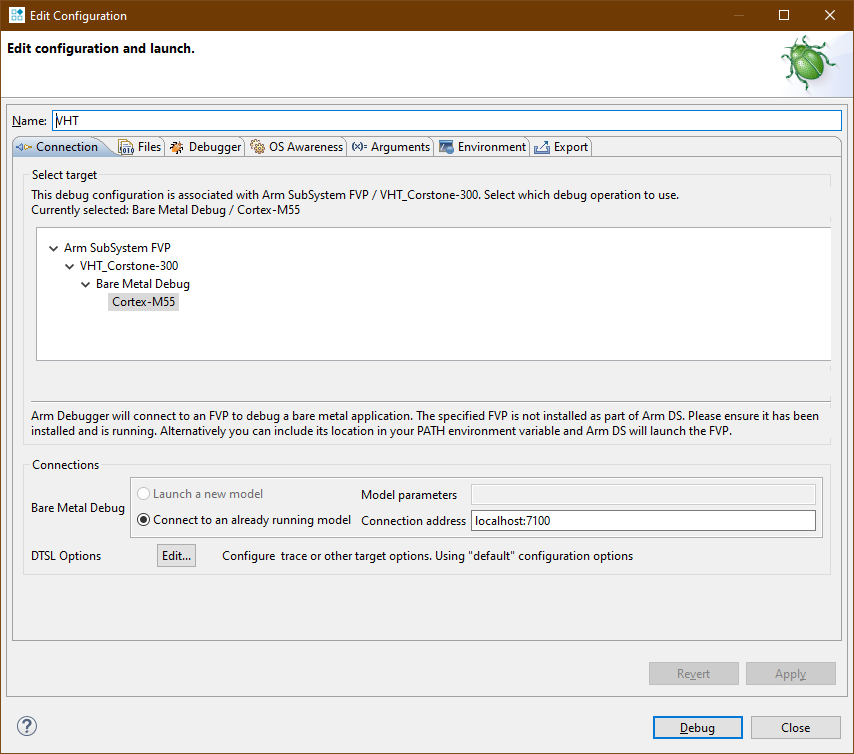 Edit Configuration
Edit configuration and launch.
Name: VHT
Connection Files Debugger OS Awareness (x)= Arguments Environment Export
Select target
This debug configuration is associated with Arm SubSystem FVP / VHT_Corstone-300. Select which debug operation to use.
Currently selected: Bare Metal Debug / Cortex-M55
Arm SubSystem FVP
VHT_Corstone-300
Bare Metal Debug
Cortex-M55
Arm Debugger will connect to an FVP to debug a bare metal application. The specified FVP is not installed as part of Arm DS. Please ensure it has been
installed and is running. Alternatively you can include its location in your PATH environment variable and Arm DS will launch the FVP.
Connections
Launch a new model Model parameters
Bare Metal Debug
Connect to an already running model Connection address localhost:7100
DTSL Options Edit... Configure trace or other target options. Using "default" configuration options
Revert Apply
? Debug Close